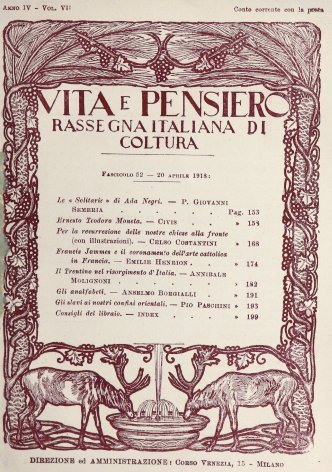 ANNO IV - VOL. VII
Conto corrente con la posta
VITA E PENSIERO
RASSEGNA ITALIANA DI
COLTURA
FASCICOLO 52 — 20 APRILE 1918:
Le « Solitarie » di Ada Negri. — P. GIOVANNI
SEMERIA . . . . . Pag. 153
Ernesto Teodoro Moneta. — CIVIS . . . » 158
Per la resurrezione delle nostre chiese alla fronte
(con illustrazioni). — CELSO COSTANTINI . » 168
Francis Jammes e il coronamento dell'arte cattolica
in Francia. — EMILE HENRION . . . » 174
Il Trentino nel risorgimento d'Italia. — ANNIBALE
MOLIGNONI . . . . . » 182
Gli analfabeti. — ANSELMO BORGIALLI . . » 191
Gli slavi ai nostri confini orientali. — PIO PASCHINI » 193
Consigli del libraio. — INDEX . . . . » 199
DIREZIONE ed AMMINISTRAZIONE: CORSO VENEZIA, 15 - MILANO